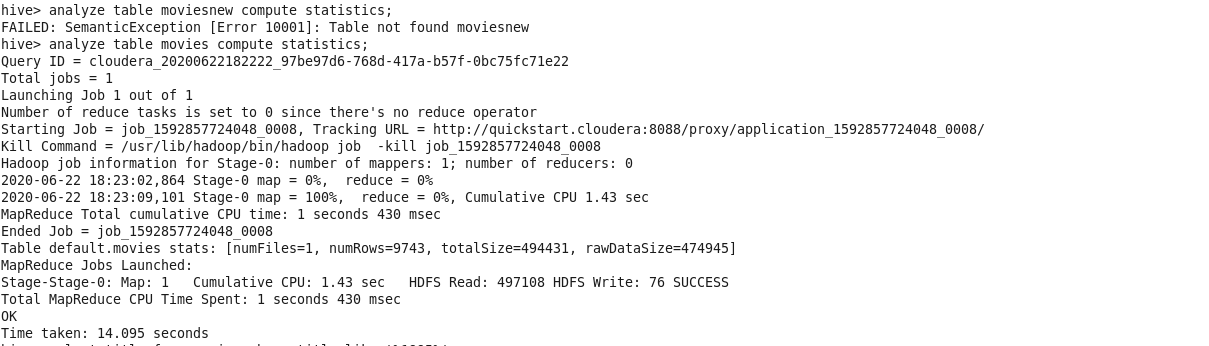 hive> analyze table moviesnew compute statistics;
FAILED: SemanticException [Error 10001]: Table not found moviesnew
hive> analyze table movies compute statistics;
Query ID = cloudera_20200622182222_97be97d6-768d-417a-b57f-0bc75fc71e22
Total jobs = 1
Launching Job 1 out of 1
Number of reduce tasks is set to 0 since there's no reduce operator
Starting Job = job_1592857724048_0008, Tracking URL = http://quickstart.cloudera:8088/proxy/application_1592857724048_0008/
Kill Command = /usr/lib/hadoop/bin/hadoop job  -kill job_1592857724048_0008
Hadoop job information for Stage-0: number of mappers: 1; number of reducers: 0
2020-06-22 18:23:02,864 Stage-0 map = 0%,  reduce = 0%
2020-06-22 18:23:09,101 Stage-0 map = 100%,  reduce = 0%, Cumulative CPU 1.43 sec
MapReduce Total cumulative CPU time: 1 seconds 430 msec
Ended Job = job_1592857724048_0008
Table default.movies stats: [numFiles=1, numRows=9743, totalSize=494431, rawDataSize=474945]
MapReduce Jobs Launched:
Stage-Stage-0: Map: 1   Cumulative CPU: 1.43 sec   HDFS Read: 497108 HDFS Write: 76 SUCCESS
Total MapReduce CPU Time Spent: 1 seconds 430 msec
OK
Time taken: 14.095 seconds